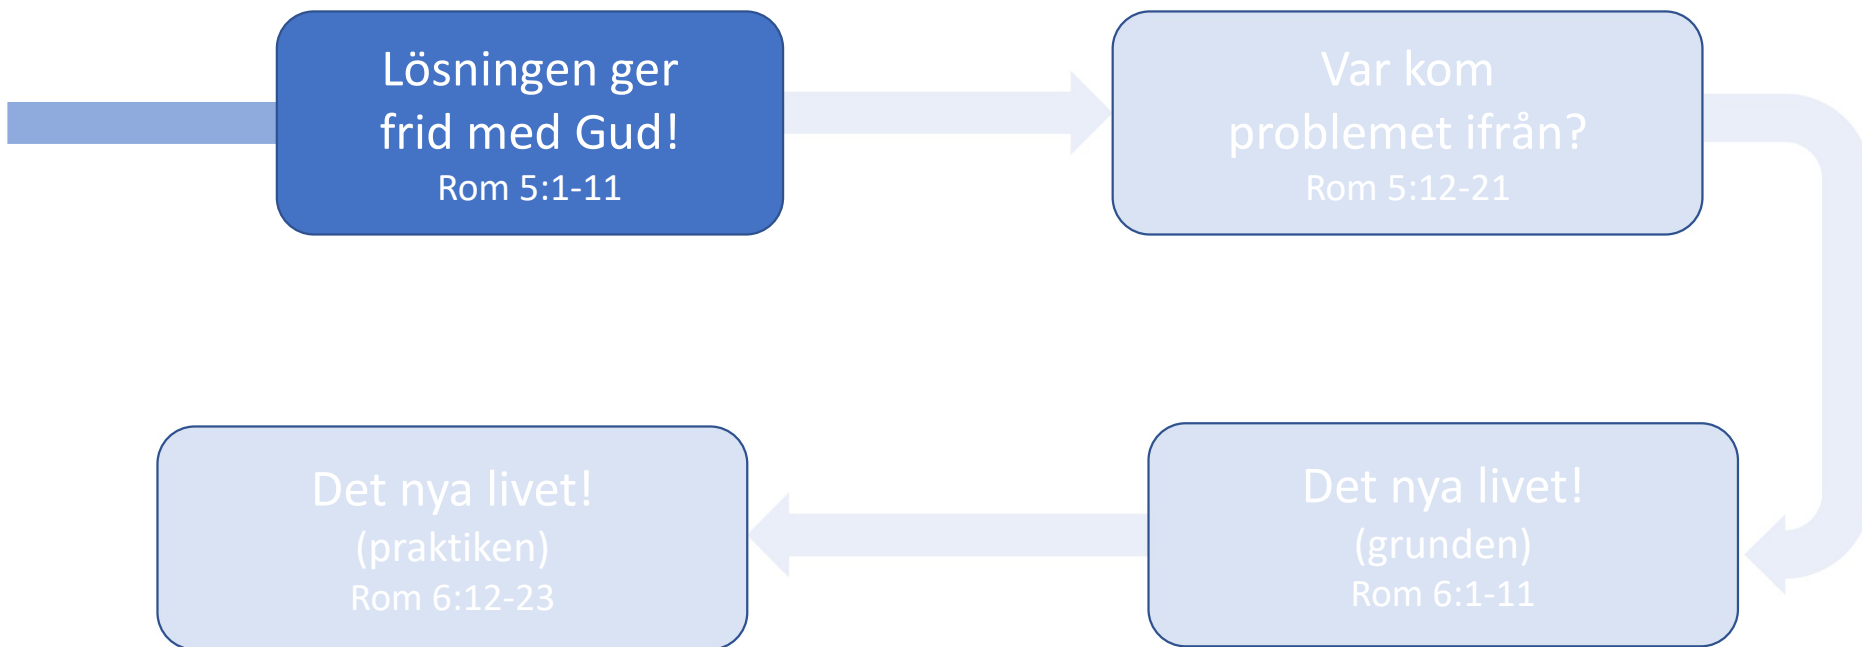 Lösningen ger
frid med Gud!
Rom 5:1-11
Var kom
problemet ifrån?
Rom 5:12-21
Det nya livet!
(grunden)
Rom 6:1-11
Det nya livet!
(praktiken)
Rom 6:12-23